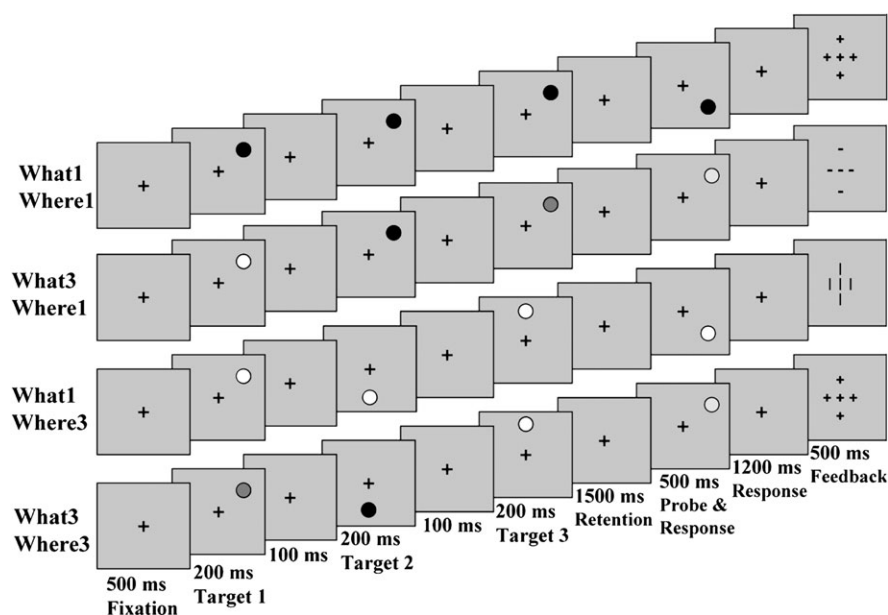 What1
Where1
What3
Where1
What1
Where3
What3
Where3
500 ms
Fixation
200 ms
Target 1
100 ms
200 ms
Target 2
100 ms
200 ms
Target 3
1500 ms
Retention
500 ms
Probe &
Response
1200 ms
Response
500 ms
Feedback